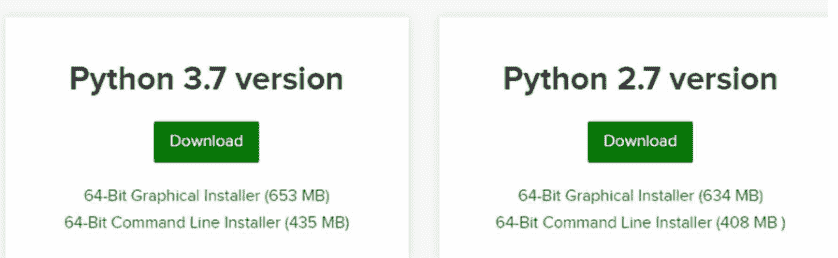 Python 3.7 version
Download
64-Bit Graphical Installer (653 MB)
64-Bit Command Line Installer (435 MB)
Python 2.7 version
Download
64-Bit Graphical Installer (634 MB)
64-Bit Command Line Installer (408 MB )